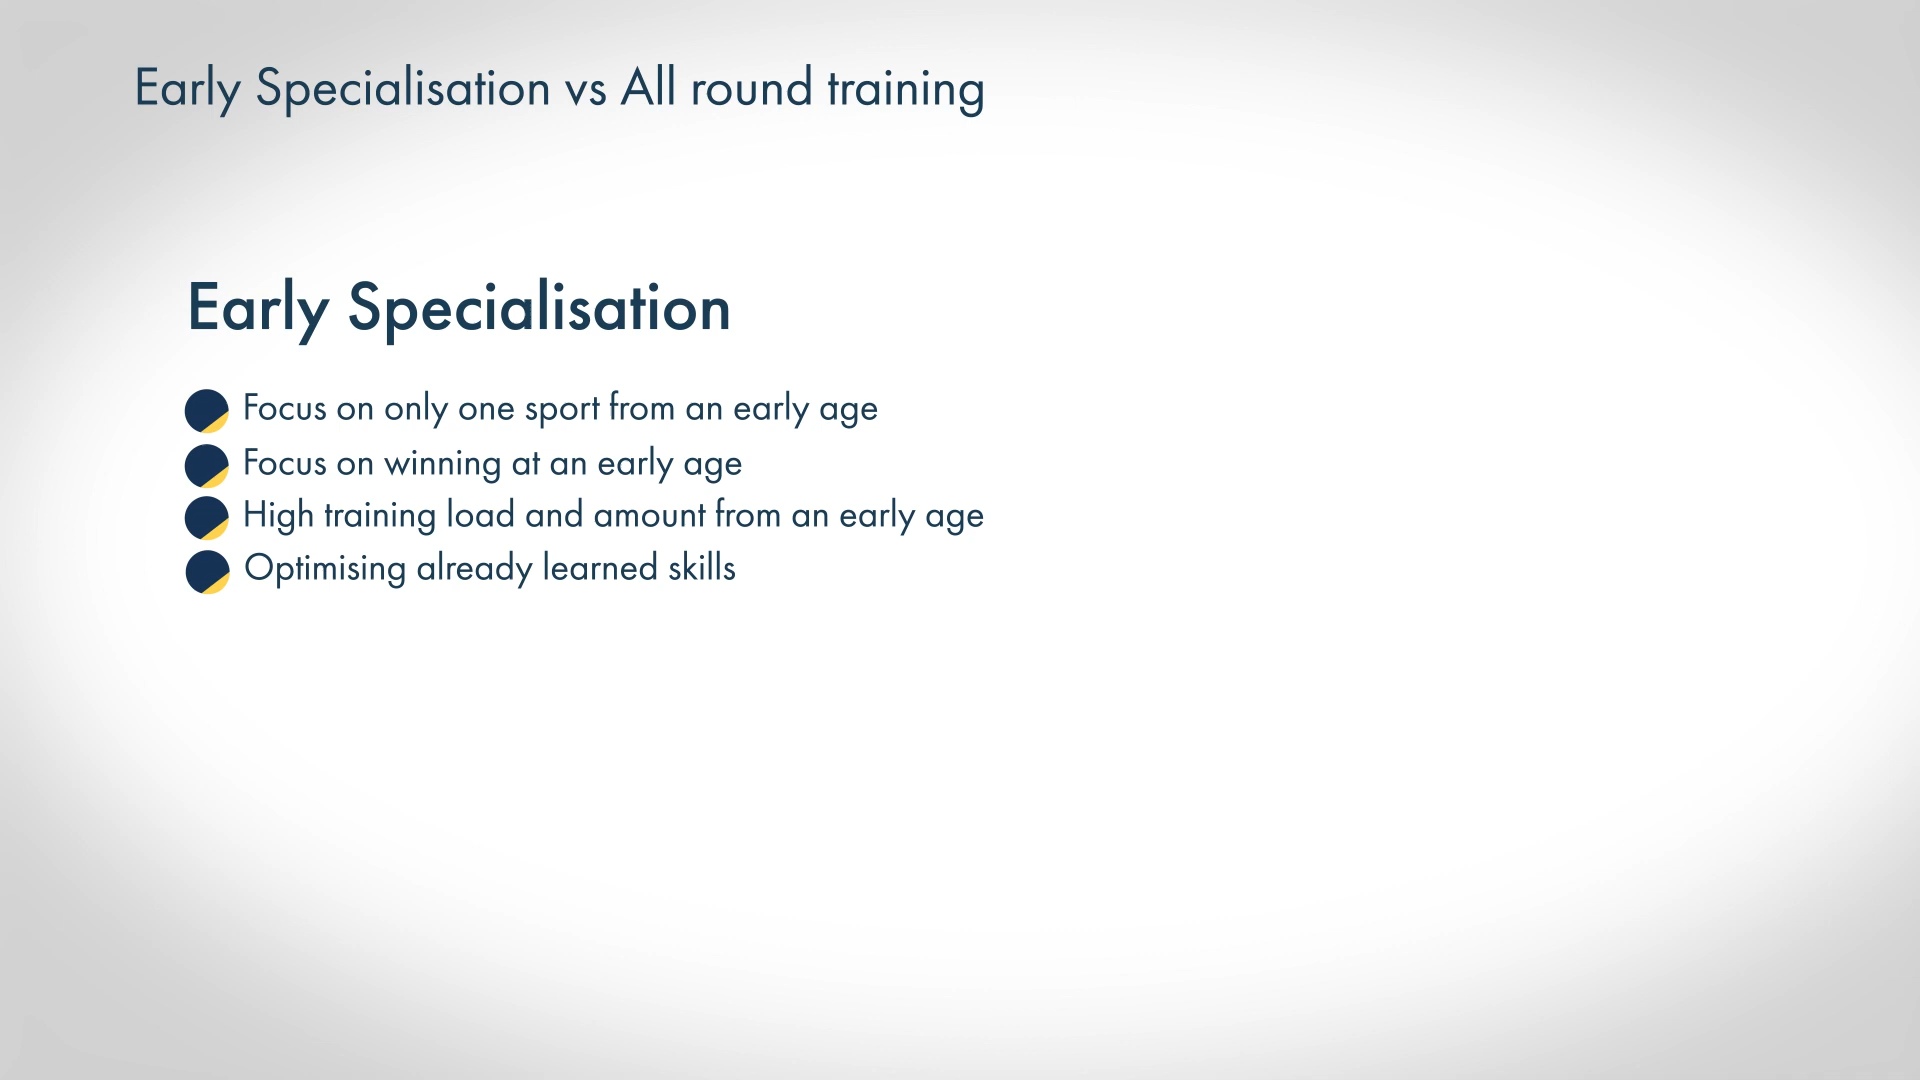 Early Specialisation vs All round training
Early Specialisation
Focus on only one sport from an early age
Focus on winning at an early age
High training load and amount from an early age
Optimising already learned skills